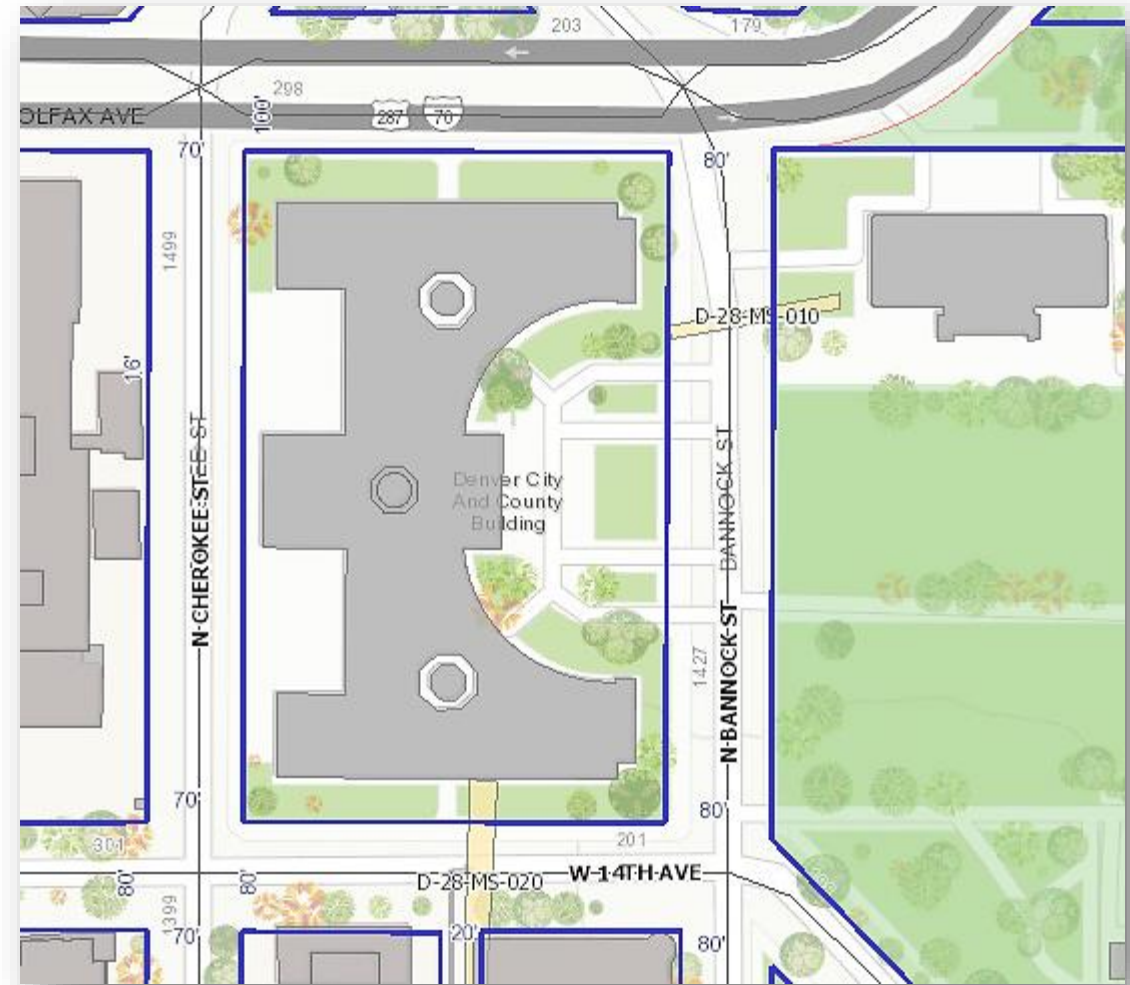 203
179
298
OLFAX AVE
100'
287
70
70'
80'
1499
D-28-MS-010
16'
N CHEROKEE ST
Denver City
And County
Building
BANNOCK ST
N BANNOCK ST
1427
70'
80'
301
201
W 14TH AVE
80'
80'
D-28-MS-020
1399
70'
20'
80'